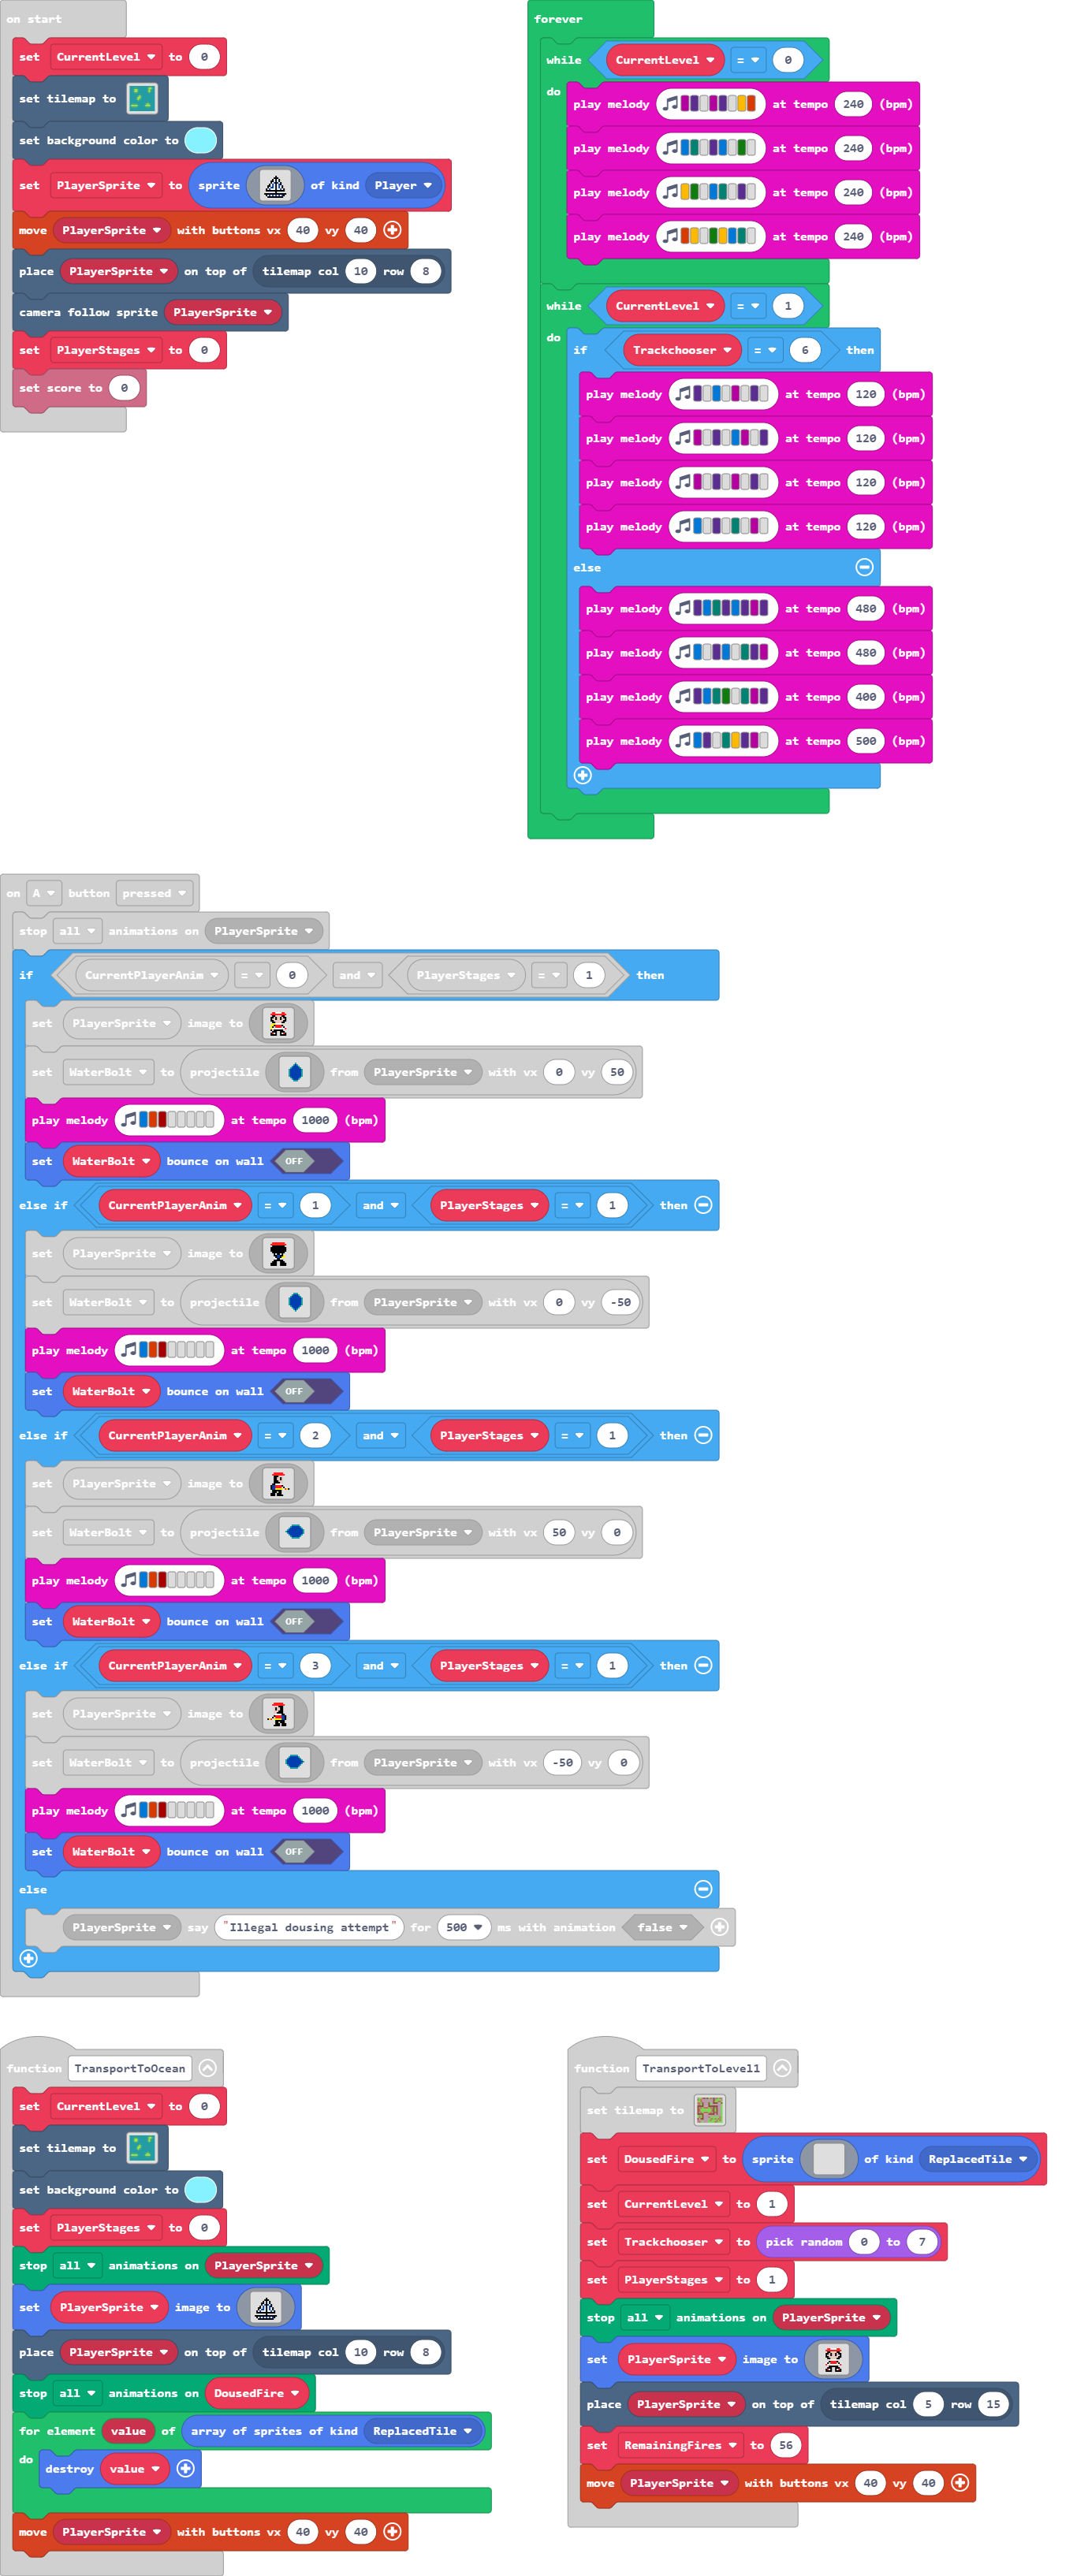 on start
set CurrentLevel to 0
set tilemap to
set background color to
set PlayerSprite to sprite of kind Player
move PlayerSprite with buttons vx 40 vy 40
place PlayerSprite on top of tilemap col 10 row 8
camera follow sprite PlayerSprite
set PlayerStages to 0
set score to 0
forever
while CurrentLevel = 0
do
play melody at tempo 240 (bpm)
play melody at tempo 240 (bpm)
play melody at tempo 240 (bpm)
play melody at tempo 240 (bpm)
while CurrentLevel = 1
do
if Trackchooser = 6 then
play melody at tempo 120 (bpm)
play melody at tempo 120 (bpm)
play melody at tempo 120 (bpm)
play melody at tempo 120 (bpm)
else
play melody at tempo 480 (bpm)
play melody at tempo 480 (bpm)
play melody at tempo 400 (bpm)
play melody at tempo 500 (bpm)
on A button pressed
stop all animations on PlayerSprite
if CurrentPlayerAnim = 0 and PlayerStages = 1 then
set PlayerSprite image to
set WaterBolt to projectile from PlayerSprite with vx 0 vy 50
play melody at tempo 1000 (bpm)
set WaterBolt bounce on wall OFF
else if CurrentPlayerAnim = 1 and PlayerStages = 1 then
set PlayerSprite image to
set WaterBolt to projectile from PlayerSprite with vx 0 vy -50
play melody at tempo 1000 (bpm)
set WaterBolt bounce on wall OFF
else if CurrentPlayerAnim = 2 and PlayerStages = 1 then
set PlayerSprite image to
set WaterBolt to projectile from PlayerSprite with vx 50 vy 0
play melody at tempo 1000 (bpm)
set WaterBolt bounce on wall OFF
else if CurrentPlayerAnim = 3 and PlayerStages = 1 then
set PlayerSprite image to
set WaterBolt to projectile from PlayerSprite with vx -50 vy 0
play melody at tempo 1000 (bpm)
set WaterBolt bounce on wall OFF
else
PlayerSprite say "Illegal dousing attempt" for 500 ms with animation false
function TransportToOcean
set CurrentLevel to 0
set tilemap to
set background color to
set PlayerStages to 0
stop all animations on PlayerSprite
set PlayerSprite image to
place PlayerSprite on top of tilemap col 10 row 8
stop all animations on DousedFire
for element value of array of sprites of kind ReplacedTile
do
destroy value
move PlayerSprite with buttons vx 40 vy 40
function TransportToLevel1
set tilemap to
set DousedFire to sprite of kind ReplacedTile
set CurrentLevel to 1
set Trackchooser to pick random 0 to 7
set PlayerStages to 1
stop all animations on PlayerSprite
set PlayerSprite image to
place PlayerSprite on top of tilemap col 5 row 15
set RemainingFires to 56
move PlayerSprite with buttons vx 40 vy 40